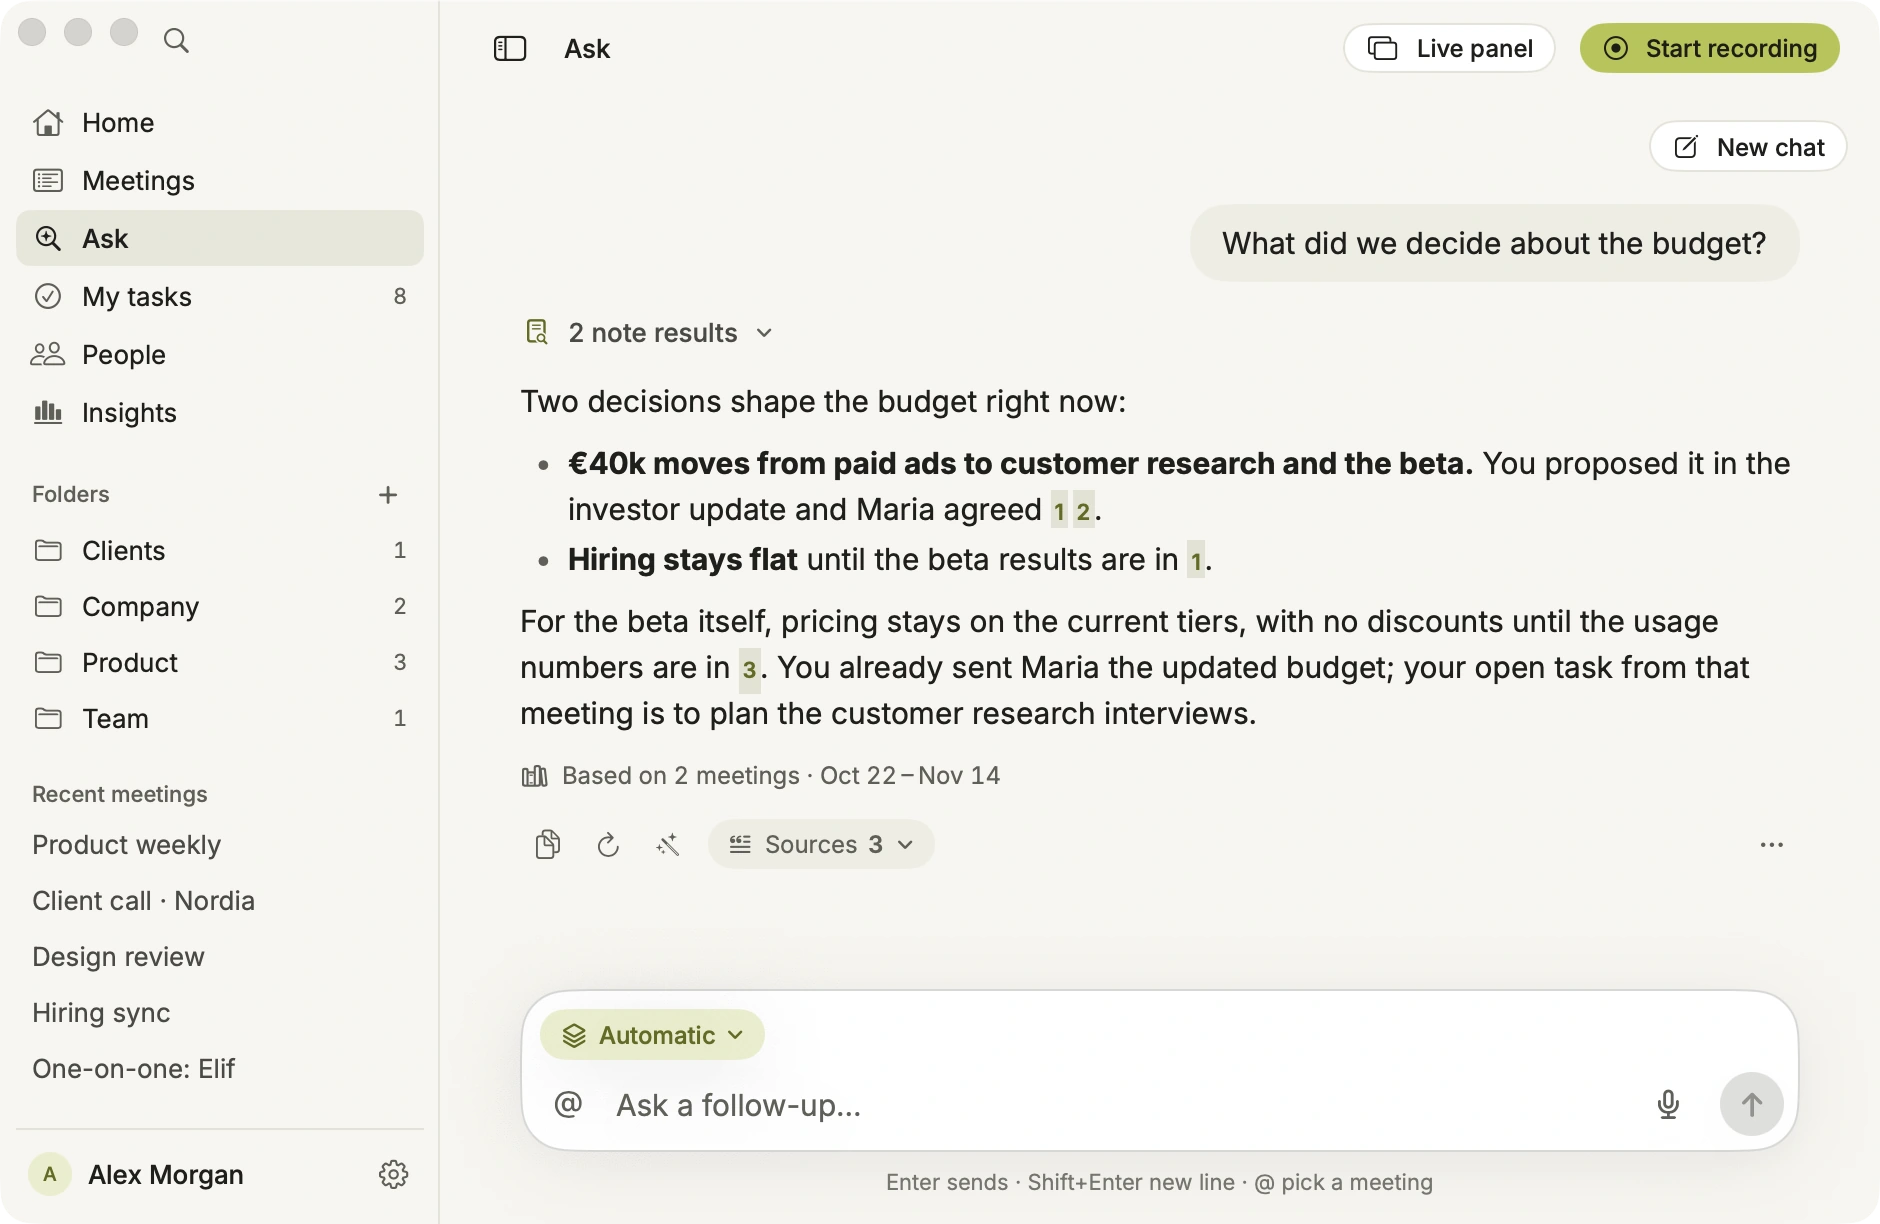 Home
Meetings
Ask
My tasks 8
People
Insights
Folders
Clients 1
Company 2
Product 3
Team 1
Recent meetings
Product weekly
Client call · Nordia
Design review
Hiring sync
One-on-one: Elif
A Alex Morgan
Ask
Live panel
Start recording
New chat
What did we decide about the budget?
2 note results
Two decisions shape the budget right now:
• €40k moves from paid ads to customer research and the beta. You proposed it in the
investor update and Maria agreed 1 2.
• Hiring stays flat until the beta results are in 1.
For the beta itself, pricing stays on the current tiers, with no discounts until the usage
numbers are in 3. You already sent Maria the updated budget; your open task from that
meeting is to plan the customer research interviews.
Based on 2 meetings · Oct 22 – Nov 14
Sources 3
Automatic
@ Ask a follow-up...
Enter sends · Shift+Enter new line · @ pick a meeting